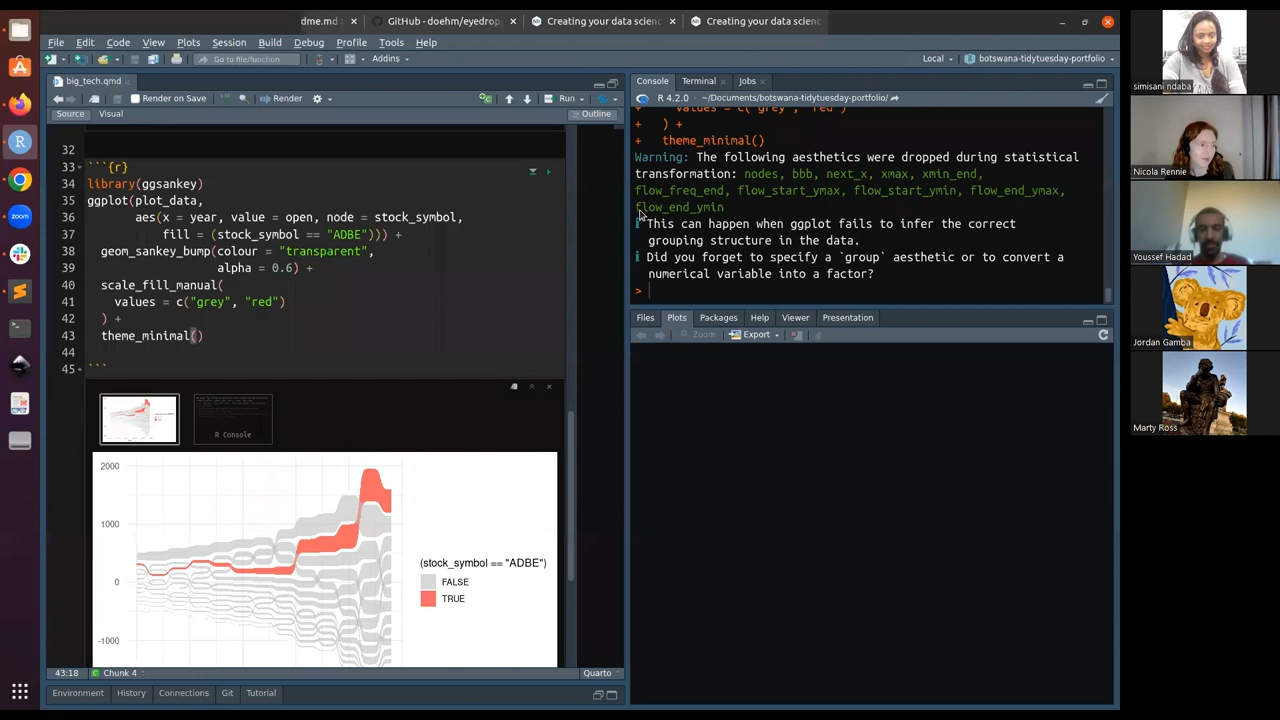 dme.md
GitHub - doehm/eyedrop
Creating your data scienc
Creating your data scienc
File Edit Code View Plots Session Build Debug Profile Tools Help
Go to file/function
Addins
Local
botswana-tidytuesday-portfolio
big_tech.qmd
Render on Save
Render
Run
Source
Visual
Outline
32
33 ```{r}
34 library(ggsankey)
35 ggplot(plot_data,
36 aes(x = year, value = open, node = stock_symbol,
37 fill = (stock_symbol == "ADBE"))) +
38 geom_sankey_bump(colour = "transparent",
39 alpha = 0.6) +
40 scale_fill_manual(
41 values = c("grey", "red")
42 ) +
43 theme_minimal()
44
45 ```
R Console
2000
1000
0
-1000
(stock_symbol == "ADBE")
FALSE
TRUE
43:18
Chunk 4
Quarto
Environment History Connections Git Tutorial
Console Terminal Jobs
R 4.2.0 · ~/Documents/botswana-tidytuesday-portfolio/
+ values = c("grey", "red")
+ ) +
+ theme_minimal()
Warning: The following aesthetics were dropped during statistical
transformation: nodes, bbb, next_x, xmax, xmin_end,
flow_freq_end, flow_start_ymax, flow_start_ymin, flow_end_ymax,
flow_end_ymin
ℹ This can happen when ggplot fails to infer the correct
grouping structure in the data.
ℹ Did you forget to specify a `group` aesthetic or to convert a
numerical variable into a factor?
>
Files Plots Packages Help Viewer Presentation
Zoom
Export
simisani ndaba
Nicola Rennie
Youssef Hadad
Jordan Gamba
Marty Ross
zoom